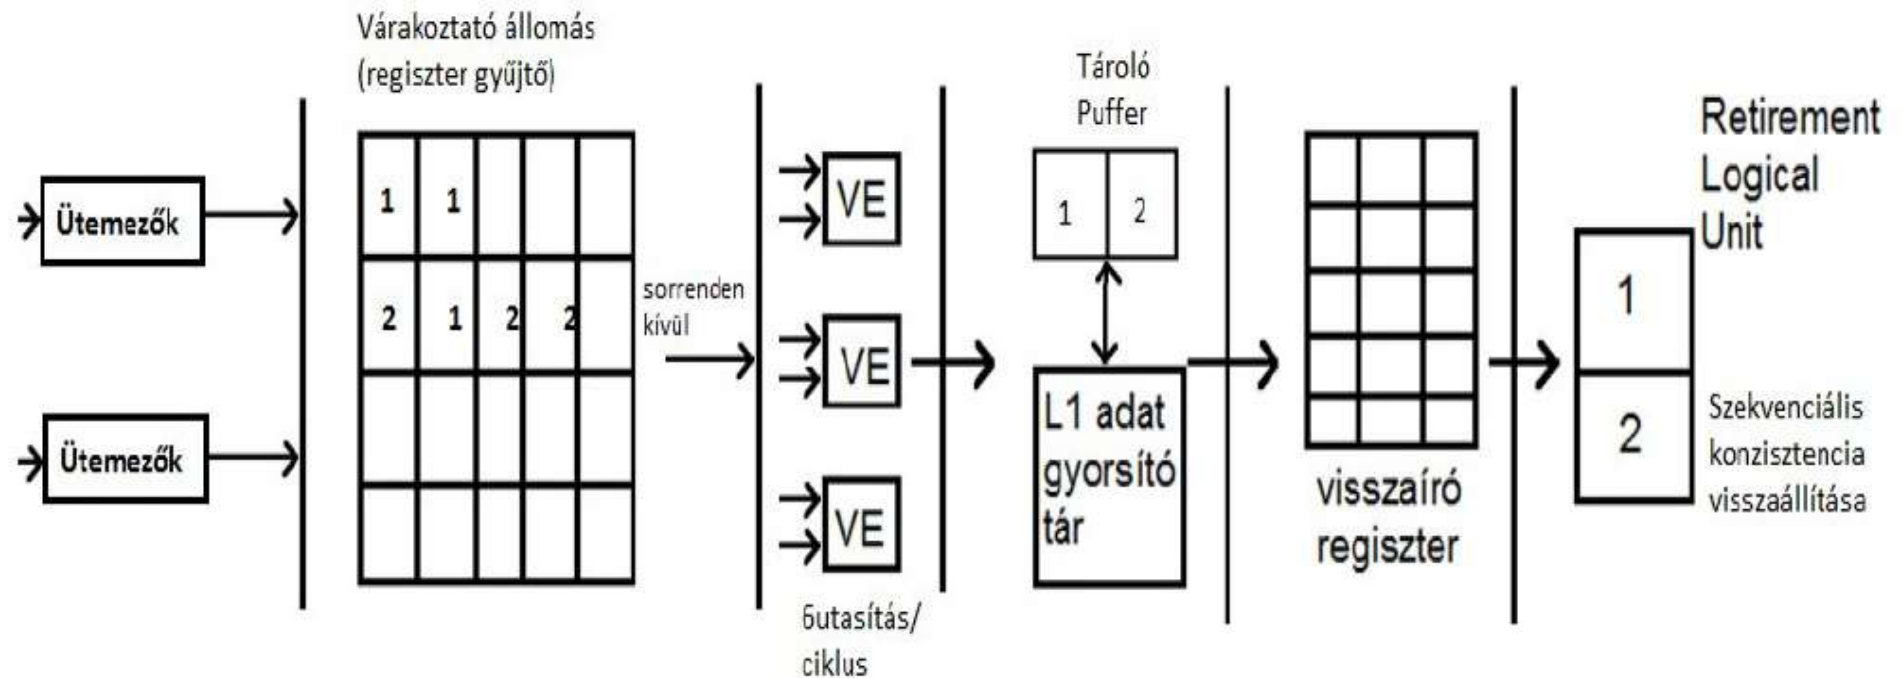 Várakoztató állomás
(regiszter gyűjtő)
Ütemezők
Ütemezők
1 1
2 1 2 2
sorrenden
kívül
VE
VE
VE
6utasítás/
ciklus
Tároló
Puffer
1 2
L1 adat
gyorsító
tár
visszaíró
regiszter
Retirement
Logical
Unit
1
2
Szekvenciális
konzisztencia
visszaállítása